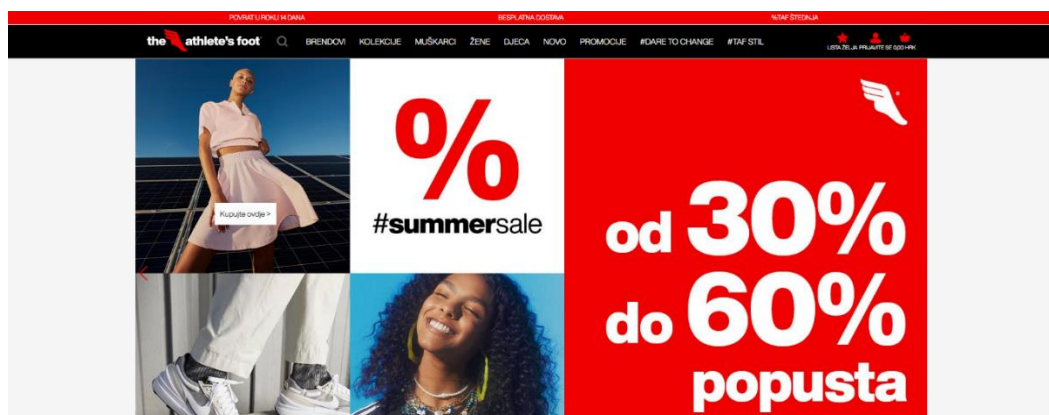 POVRAT U ROKU 14 DANA
BESPLATNA DOSTAVA
%TAF ŠTEDNJA
the athlete's foot
BRENDOVI KOLEKCIJE MUŠKARCI ŽENE DJECA NOVO PROMOCIJE #DARE TO CHANGE #TAF STIL
LISTA ŽELJA PRIJAVITE SE 0,00 HRK
Kupujte ovdje >
%
#summersale
od 30%
do 60%
popusta